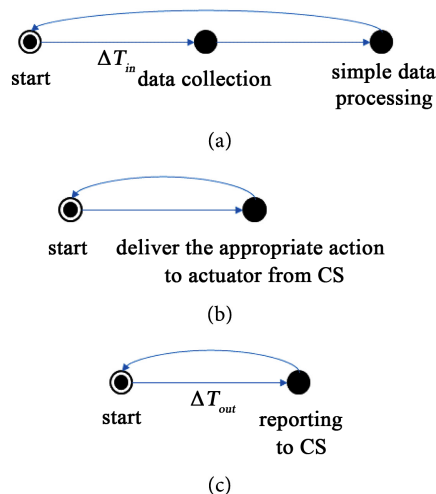 start
ΔT_in
data collection
simple data
processing
(a)
start
deliver the appropriate action
to actuator from CS
(b)
start
ΔT_out
reporting
to CS
(c)